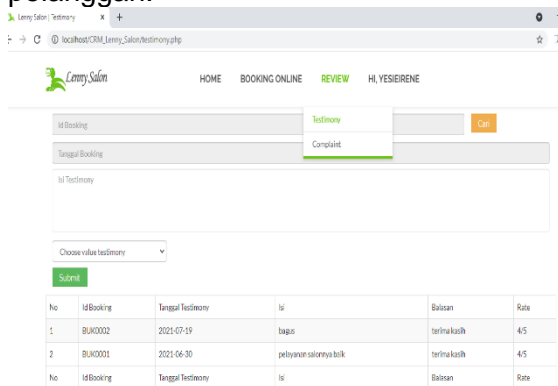 pelanggan.
Lenny Salon | Testimony x +
localhost/CRM_Lenny_Salon/testimony.php
Lenny Salon HOME BOOKING ONLINE REVIEW HI, YESIEIRENE
Testimony
Complaint
Id Booking Cari
Tanggal Booking
Isi Testimony
Choose value testimony
Submit
No Id Booking Tanggal Testimony Isi Balasan Rate
1 BUK0002 2021-07-19 bagus terima kasih 4/5
2 BUK0001 2021-06-30 pelayanan salonnya baik terima kasih 4/5
No Id Booking Tanggal Testimony Isi Balasan Rate